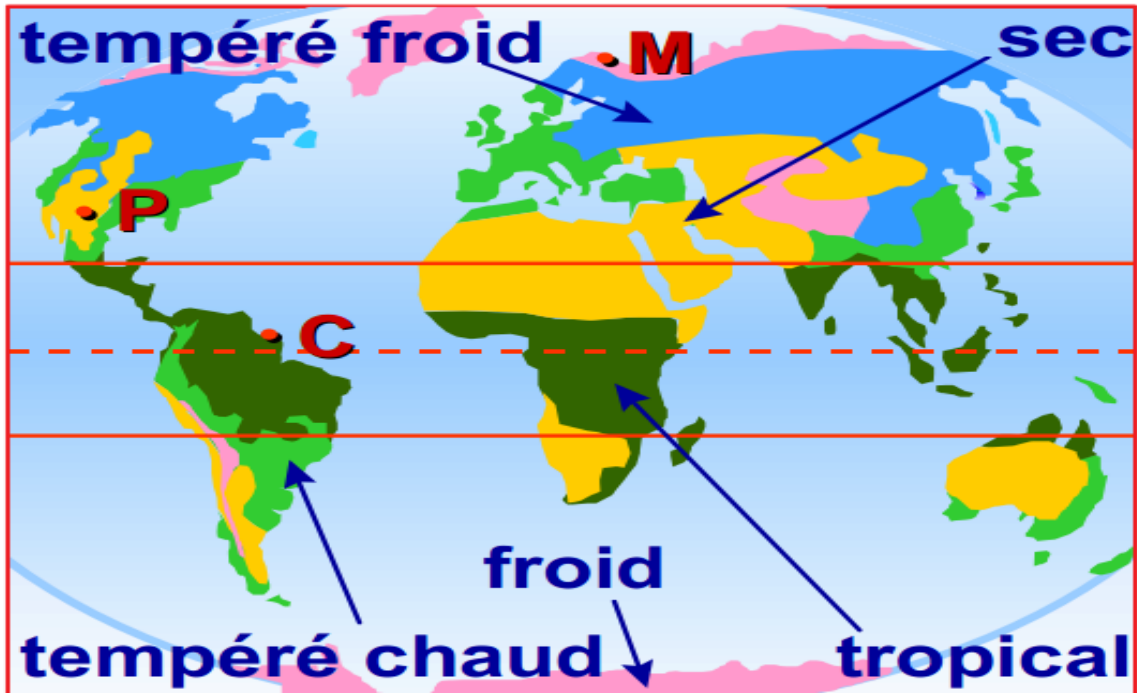 tempéré froid
M
sec
P
C
froid
tempéré chaud
tropical